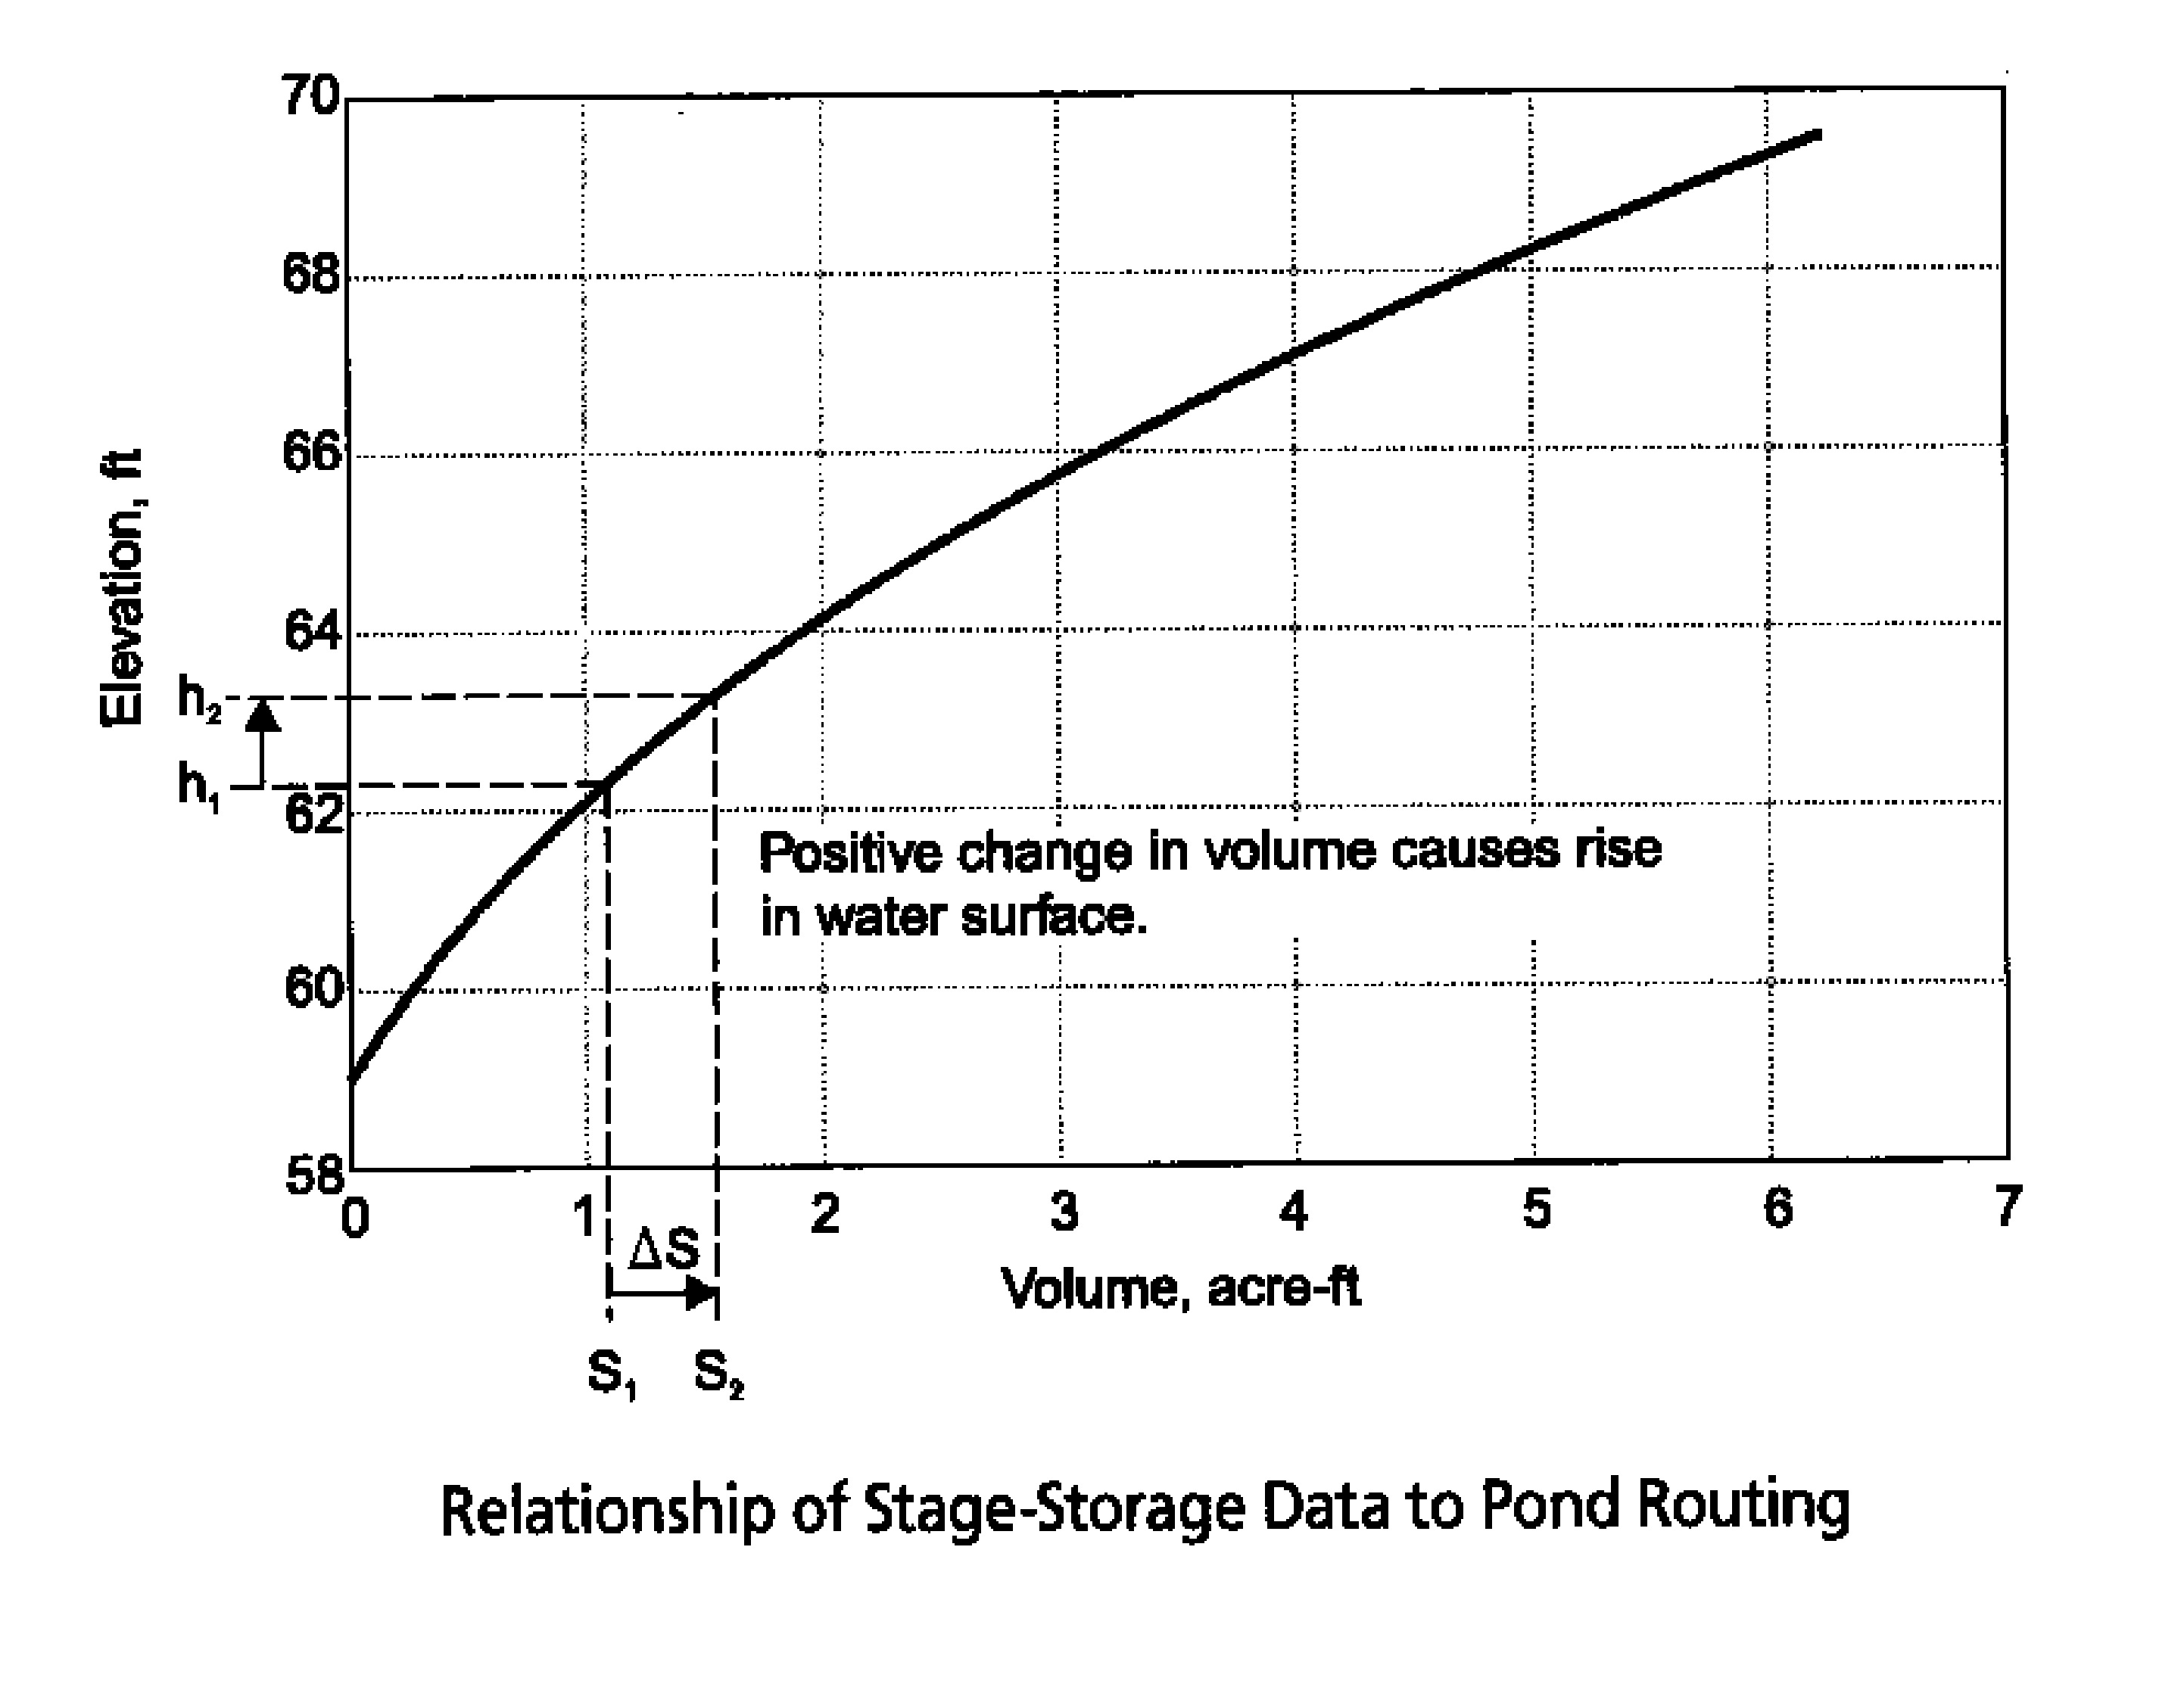 70
68
66
64
62
60
58
Elevation, ft
h₂
h₁
Positive change in volume causes rise
in water surface.
0 1 2 3 4 5 6 7
ΔS
Volume, acre-ft
S₁ S₂
Relationship of Stage-Storage Data to Pond Routing